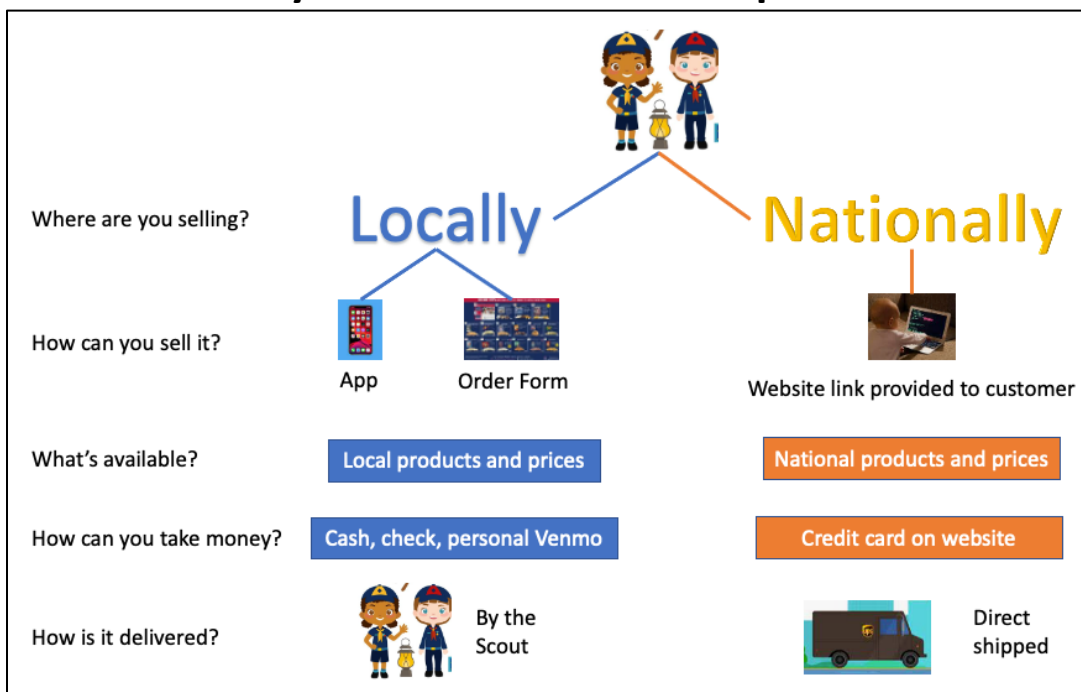 Where are you selling?
Locally
Nationally
How can you sell it?
App
Order Form
Website link provided to customer
What's available?
Local products and prices
National products and prices
How can you take money?
Cash, check, personal Venmo
Credit card on website
How is it delivered?
By the
Scout
Direct
shipped